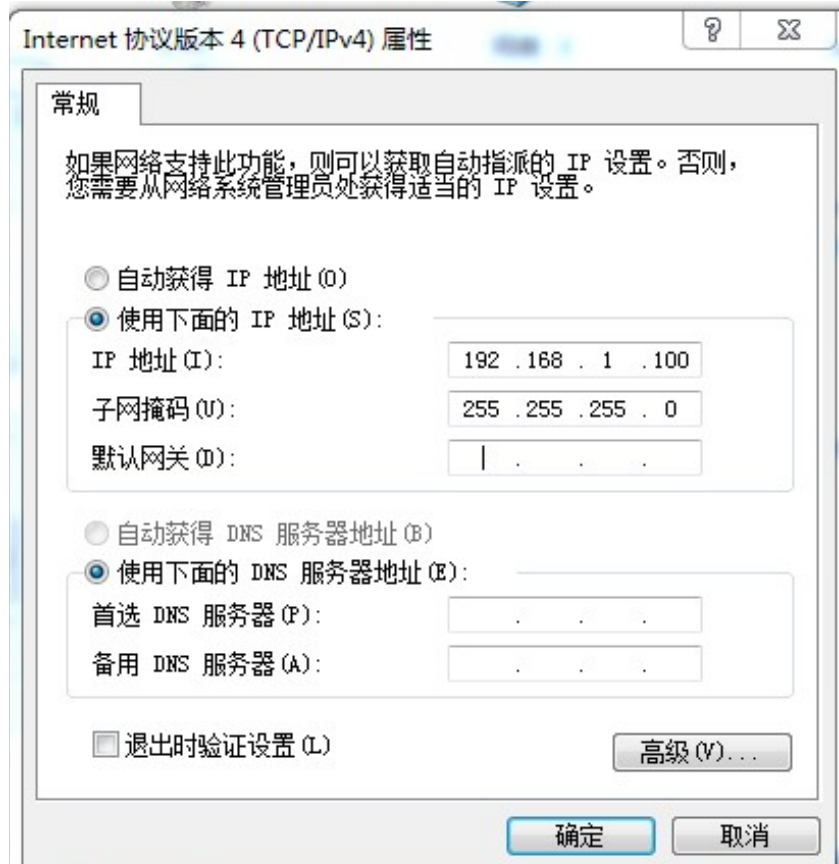 Internet 协议版本 4 (TCP/IPv4) 属性
常规
如果网络支持此功能，则可以获取自动指派的 IP 设置。否则，
您需要从网络系统管理员处获得适当的 IP 设置。
自动获得 IP 地址(O)
使用下面的 IP 地址(S):
IP 地址(I): 192 .168 . 1 .100
子网掩码(U): 255 .255 .255 . 0
默认网关(D): . . .
自动获得 DNS 服务器地址(B)
使用下面的 DNS 服务器地址(E):
首选 DNS 服务器(P): . . .
备用 DNS 服务器(A): . . .
退出时验证设置(L)
高级(V)...
确定 取消